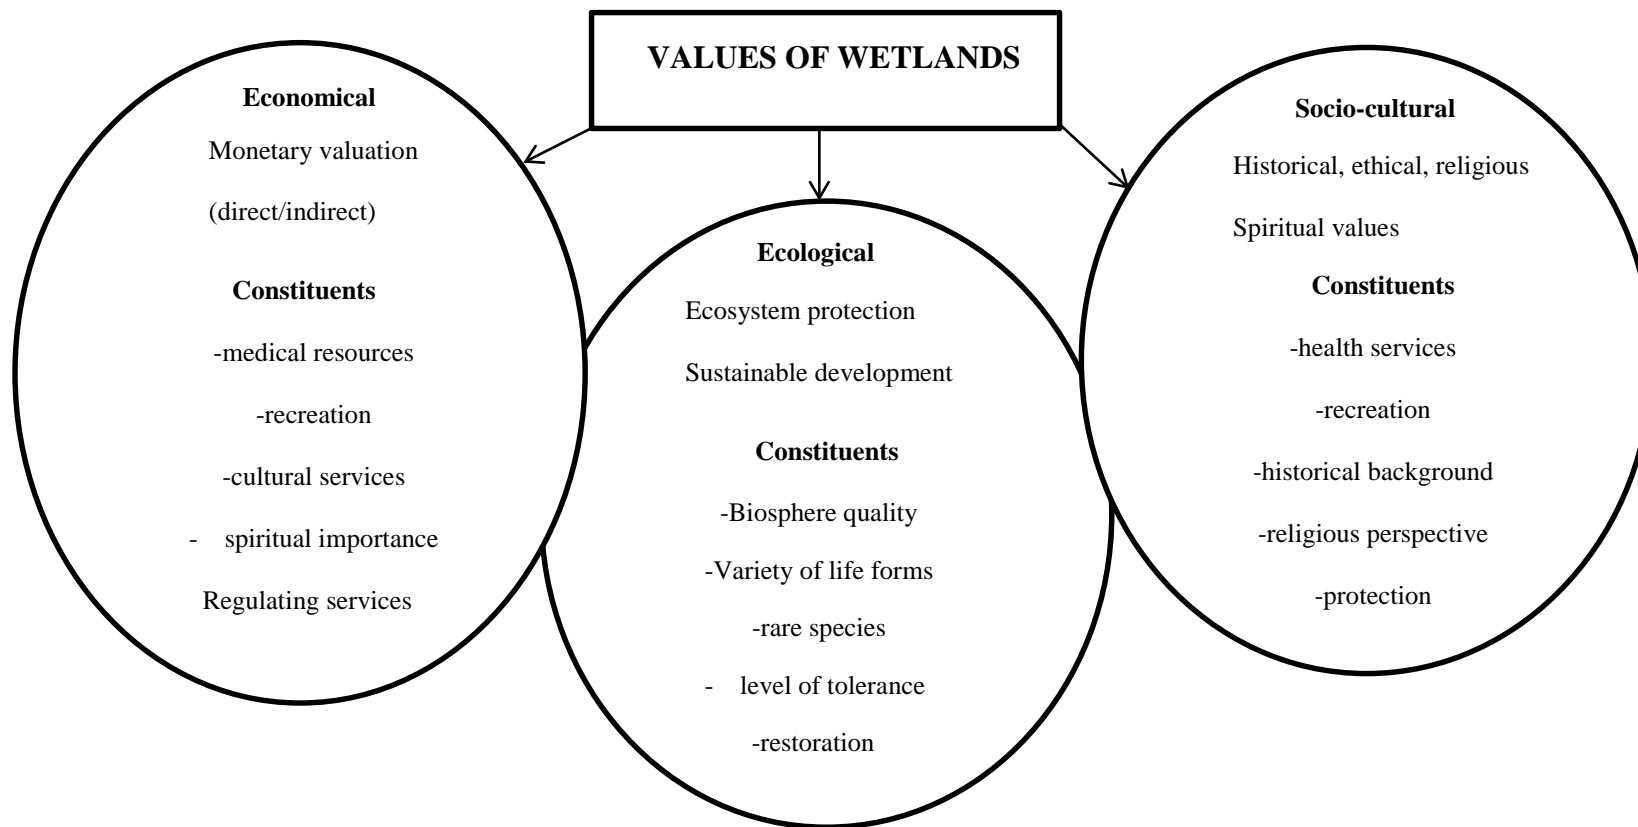 VALUES OF WETLANDS
Economical
Monetary valuation
(direct/indirect)
Constituents
-medical resources
-recreation
-cultural services
- spiritual importance
Regulating services
Ecological
Ecosystem protection
Sustainable development
Constituents
-Biosphere quality
-Variety of life forms
-rare species
- level of tolerance
-restoration
Socio-cultural
Historical, ethical, religious
Spiritual values
Constituents
-health services
-recreation
-historical background
-religious perspective
-protection